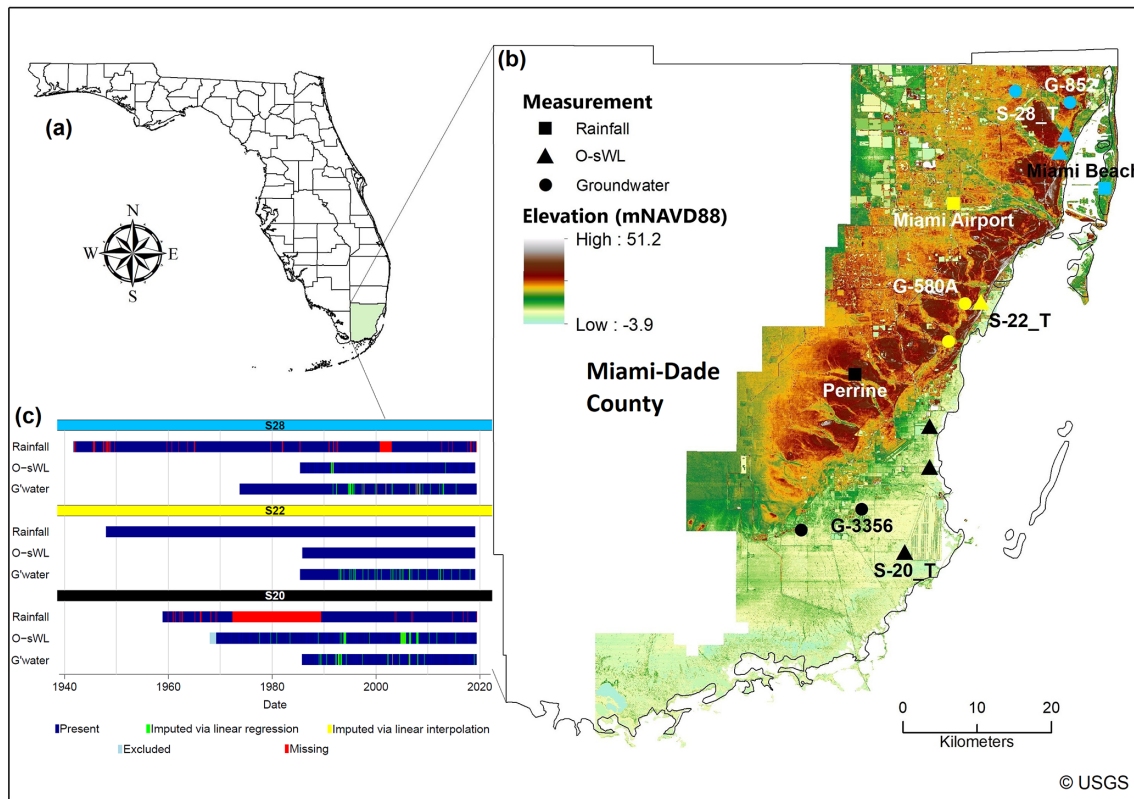 (a)
N
W
E
S
(b)
Measurement
Rainfall
O-sWL
Groundwater
Elevation (mNAVD88)
High : 51.2
Low : -3.9
G-852
S-28_T
Miami Beach
Miami Airport
G-580A
S-22_T
Miami-Dade
County
Perrine
G-3356
S-20_T
0 10 20
Kilometers
© USGS
(c)
S28
Rainfall
O-sWL
G'water
S22
Rainfall
O-sWL
G'water
S20
Rainfall
O-sWL
G'water
1940 1960 1980 2000 2020
Date
Present Imputed via linear regression Imputed via linear interpolation
Excluded Missing